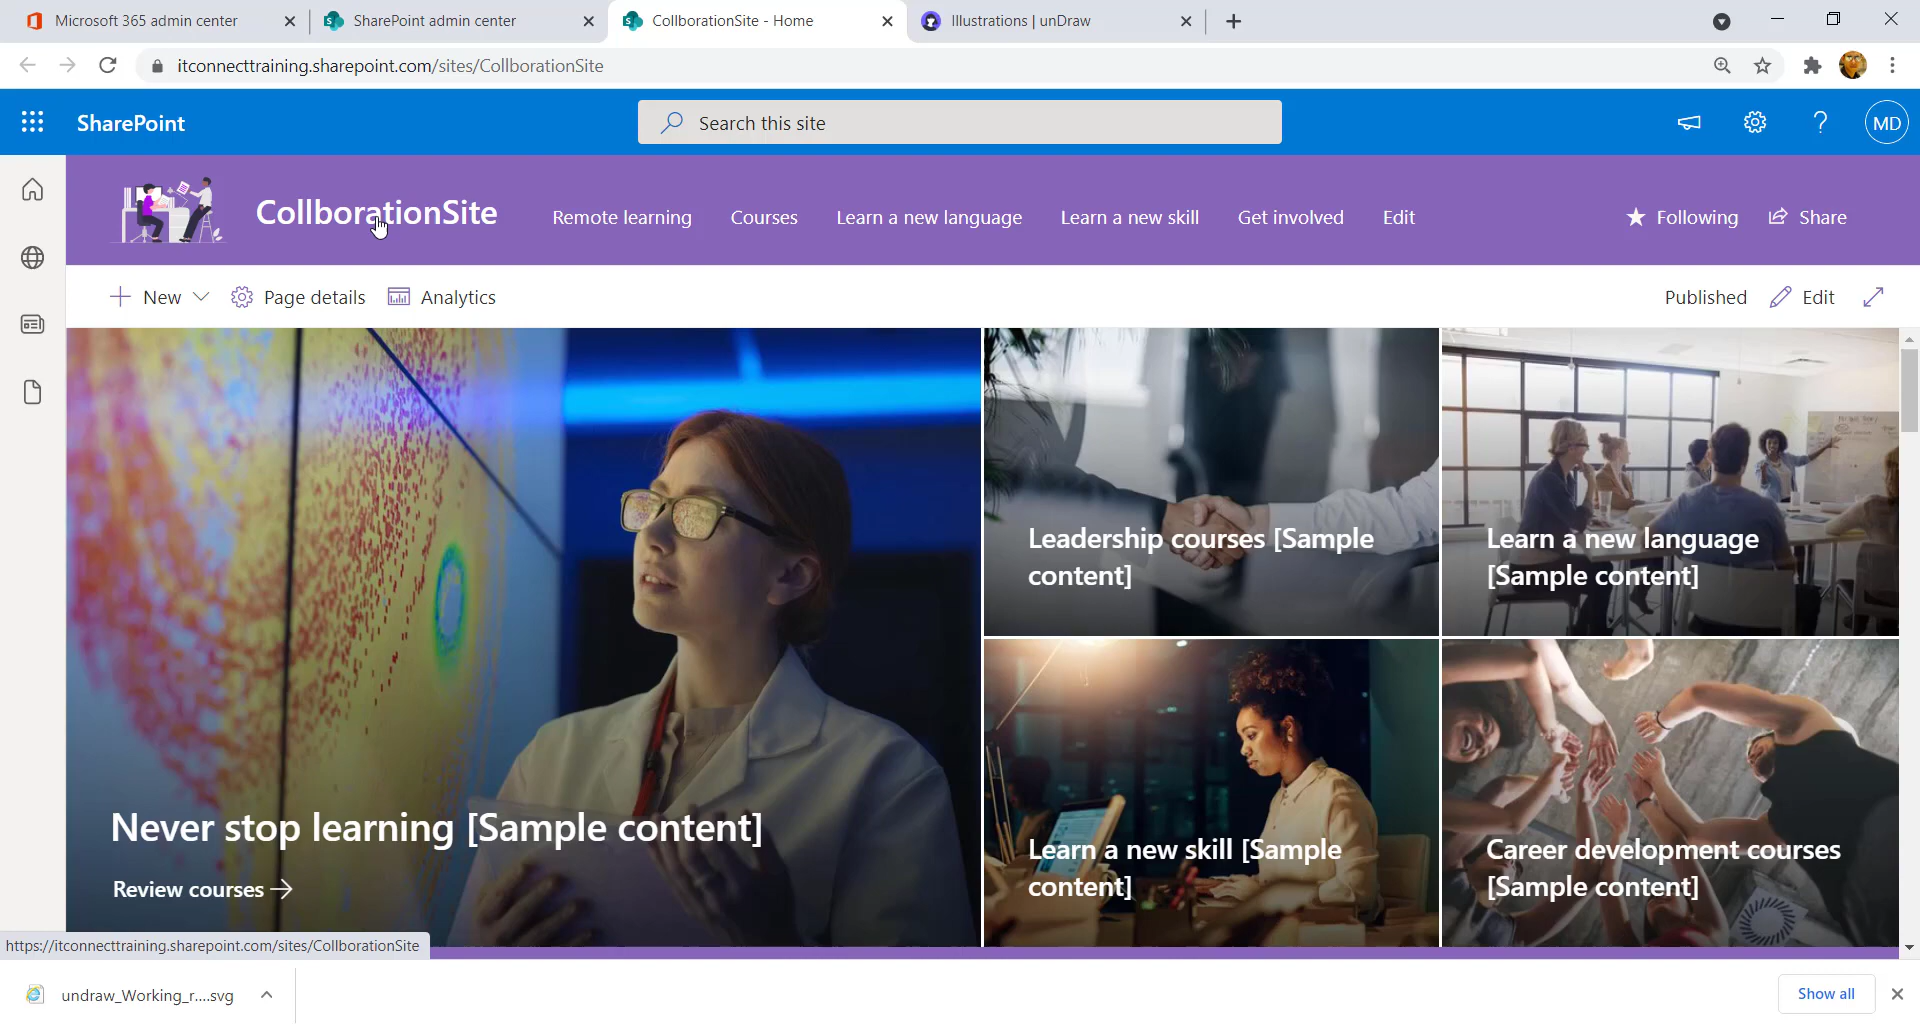 Microsoft 365 admin center
SharePoint admin center
CollborationSite - Home
Illustrations | unDraw
itconnecttraining.sharepoint.com/sites/CollborationSite
SharePoint
Search this site
MD
CollborationSite
Remote learning
Courses
Learn a new language
Learn a new skill
Get involved
Edit
Following
Share
New
Page details
Analytics
Published
Edit
Leadership courses [Sample
content]
Learn a new language
[Sample content]
Never stop learning [Sample content]
Review courses
Learn a new skill [Sample
content]
Career development courses
[Sample content]
https://itconnecttraining.sharepoint.com/sites/CollborationSite
undraw_Working_r....svg
Show all